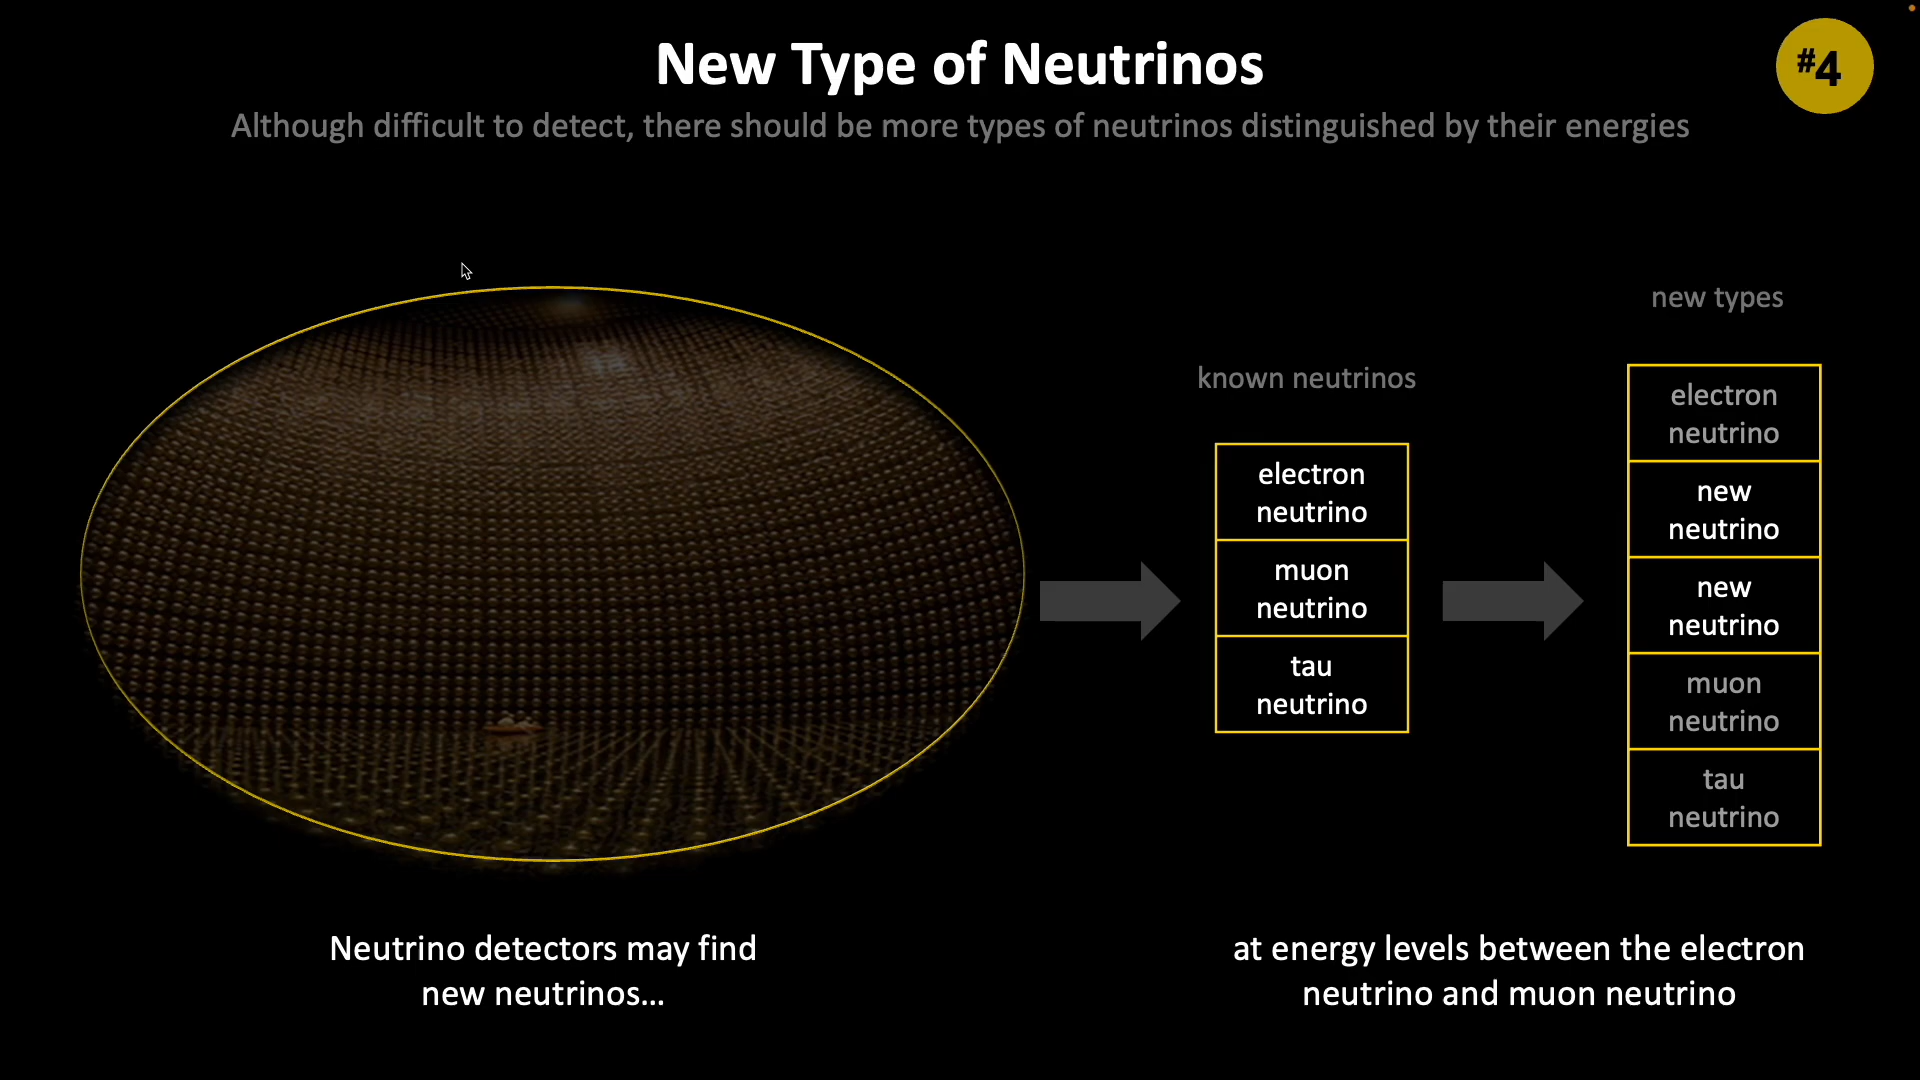 New Type of Neutrinos
#4
Although difficult to detect, there should be more types of neutrinos distinguished by their energies
known neutrinos
electron
neutrino
muon
neutrino
tau
neutrino
new types
electron
neutrino
new
neutrino
new
neutrino
muon
neutrino
tau
neutrino
Neutrino detectors may find
new neutrinos...
at energy levels between the electron
neutrino and muon neutrino